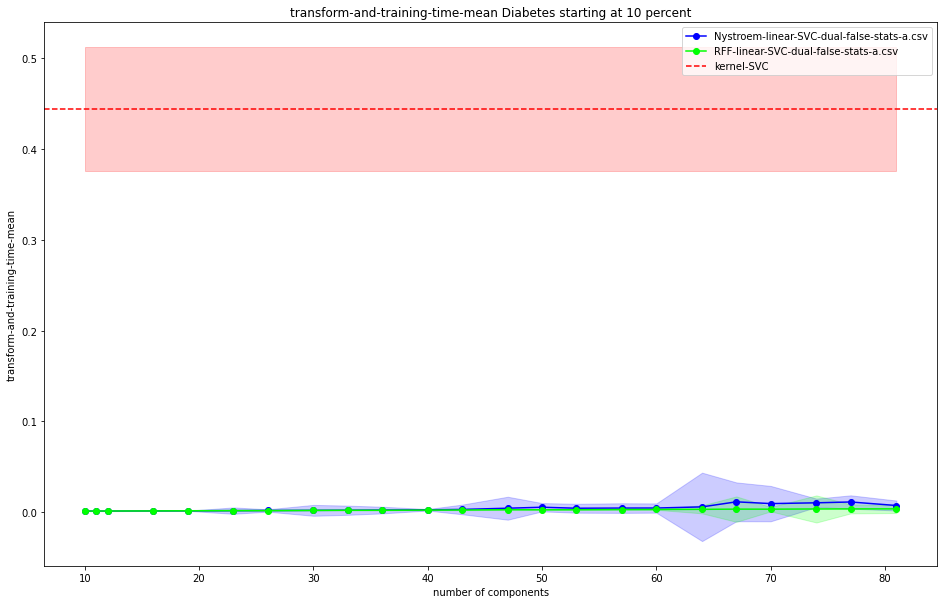 transform-and-training-time-mean Diabetes starting at 10 percent
Nystroem-linear-SVC-dual-false-stats-a.csv
RFF-linear-SVC-dual-false-stats-a.csv
kernel-SVC
transform-and-training-time-mean
0.5
0.4
0.3
0.2
0.1
0.0
10 20 30 40 50 60 70 80
number of components